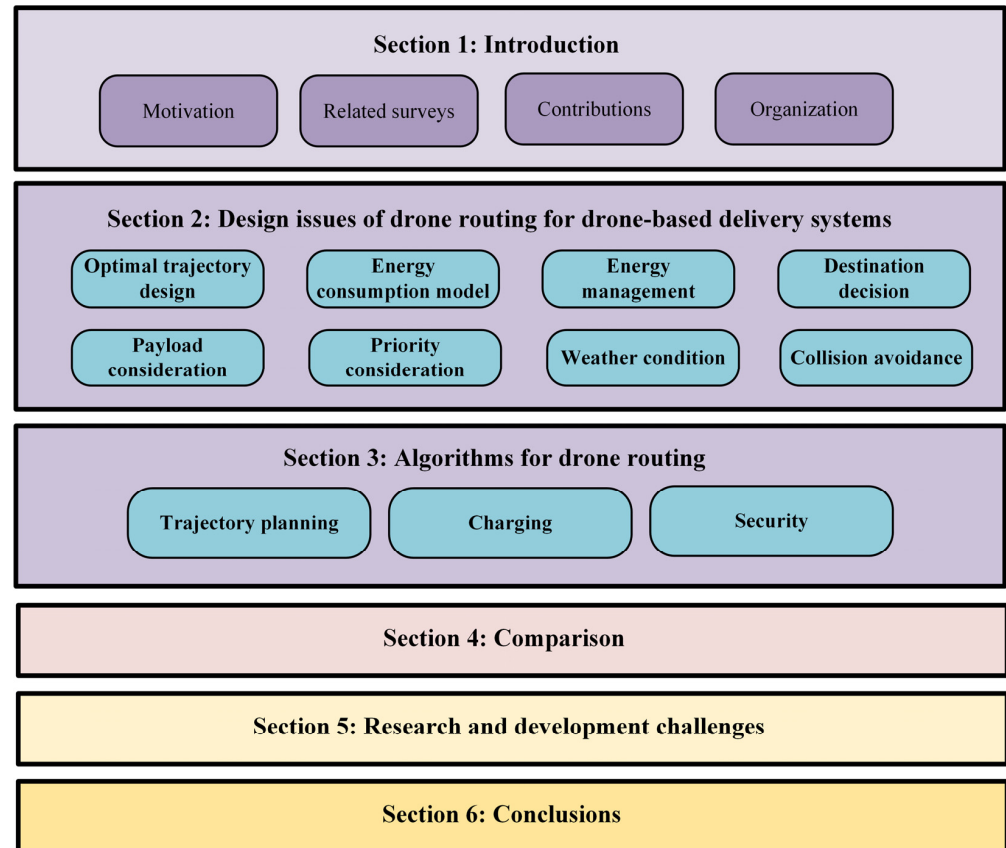 Section 1: Introduction
Motivation
Related surveys
Contributions
Organization
Section 2: Design issues of drone routing for drone-based delivery systems
Optimal trajectory
design
Energy
consumption model
Energy
management
Destination
decision
Payload
consideration
Priority
consideration
Weather condition
Collision avoidance
Section 3: Algorithms for drone routing
Trajectory planning
Charging
Security
Section 4: Comparison
Section 5: Research and development challenges
Section 6: Conclusions